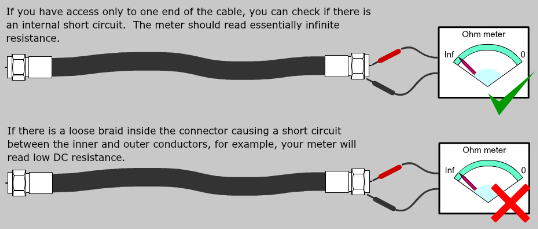 If you have access only to one end of the cable, you can check if there is
an internal short circuit.  The meter should read essentially infinite
resistance.
Ohm meter
Inf 0
If there is a loose braid inside the connector causing a short circuit
between the inner and outer conductors, for example, your meter will
read low DC resistance.
Ohm meter
Inf 0